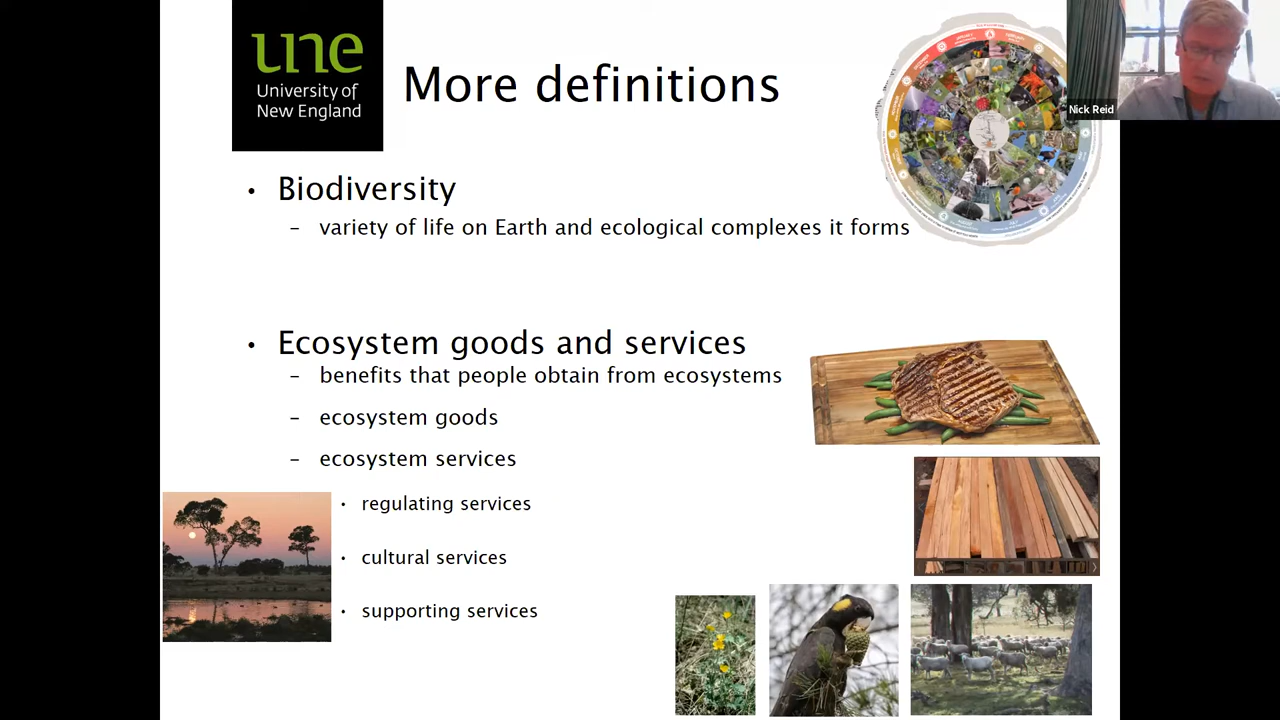 une
University of
New England
More definitions
Nick Reid
• Biodiversity
– variety of life on Earth and ecological complexes it forms
• Ecosystem goods and services
– benefits that people obtain from ecosystems
– ecosystem goods
– ecosystem services
• regulating services
• cultural services
• supporting services